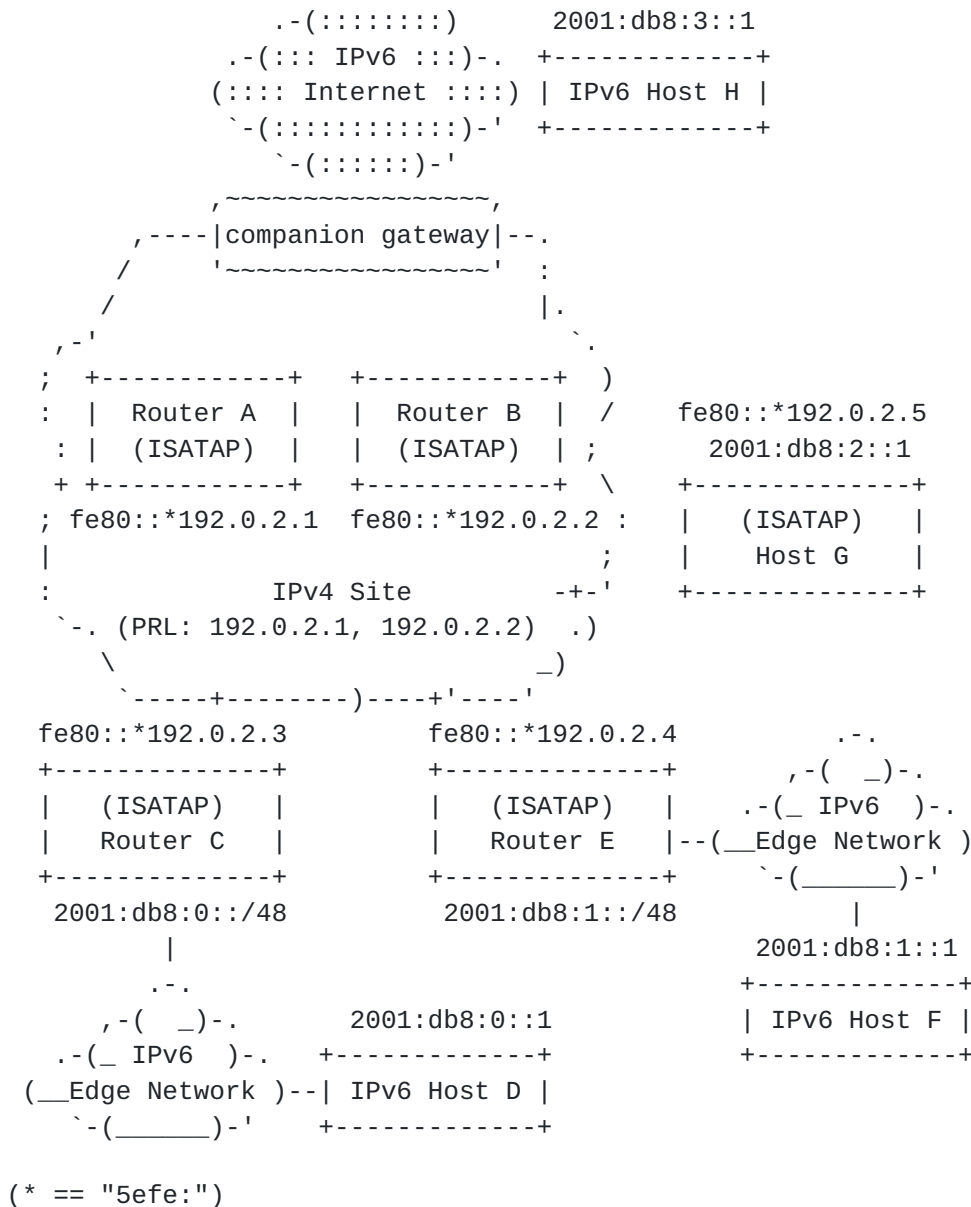 .-(::::::::)      2001:db8:3::1
.-(::: IPv6 :::)-.  +-------------+
(:::: Internet ::::) | IPv6 Host H |
`-(::::::::::::)-'  +-------------+
`-(::::::)-'
,~~~~~~~~~~~~~~~~~,
,----|companion gateway|--.
/     '~~~~~~~~~~~~~~~~~'  :
/                           |.
,-'                              `.
;  +------------+   +------------+  )
:  |  Router A  |   |  Router B  |  /    fe80::*192.0.2.5
: |  (ISATAP)  |   |  (ISATAP)  | ;      2001:db8:2::1
+ +------------+   +------------+  \    +--------------+
; fe80::*192.0.2.1  fe80::*192.0.2.2 :   |   (ISATAP)   |
|                                   ;    |    Host G    |
:              IPv4 Site         -+-'    +--------------+
`-. (PRL: 192.0.2.1, 192.0.2.2)  .)
\                           _)
`-----+--------)----+'----'
fe80::*192.0.2.3         fe80::*192.0.2.4          .-.
+--------------+         +--------------+       ,-(  _)-.
|   (ISATAP)   |         |   (ISATAP)   |    .-(_ IPv6  )-.
|   Router C   |         |   Router E   |--(__Edge Network )
+--------------+         +--------------+     `-(______)-'
2001:db8:0::/48          2001:db8:1::/48           |
|                                     2001:db8:1::1
.-.                                   +-------------+
,-(  _)-.       2001:db8:0::1           | IPv6 Host F |
.-(_ IPv6  )-.   +-------------+           +-------------+
(__Edge Network )--| IPv6 Host D |
`-(______)-'    +-------------+
(* == "5efe:")